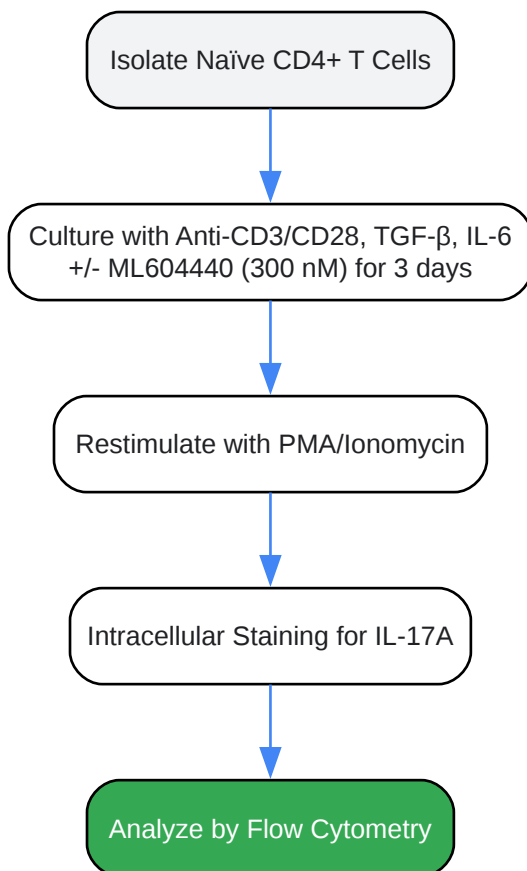 Isolate Naïve CD4+ T Cells
Culture with Anti-CD3/CD28, TGF-β, IL-6
+/- ML604440 (300 nM) for 3 days
Restimulate with PMA/Ionomycin
Intracellular Staining for IL-17A
Analyze by Flow Cytometry